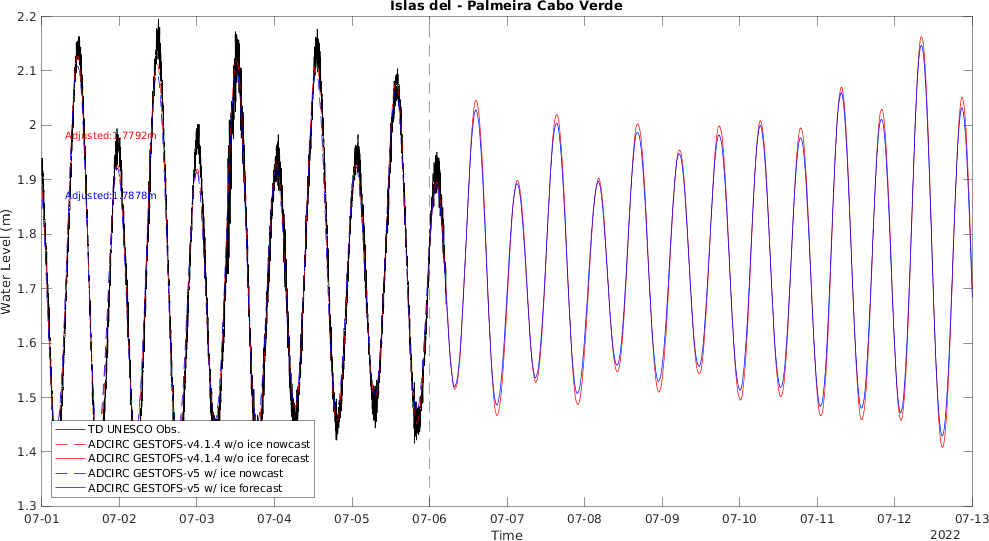 Islas del - Palmeira Cabo Verde
2.2
2.1
2
1.9
1.8
1.7
1.6
1.5
1.4
1.3
Water Level (m)
Adjusted:1.7792m
Adjusted:1.7878m
TD UNESCO Obs.
ADCIRC GESTOFS-v4.1.4 w/o ice nowcast
ADCIRC GESTOFS-v4.1.4 w/o ice forecast
ADCIRC GESTOFS-v5 w/ ice nowcast
ADCIRC GESTOFS-v5 w/ ice forecast
07-01 07-02 07-03 07-04 07-05 07-06 07-07 07-08 07-09 07-10 07-11 07-12 07-13
Time
2022